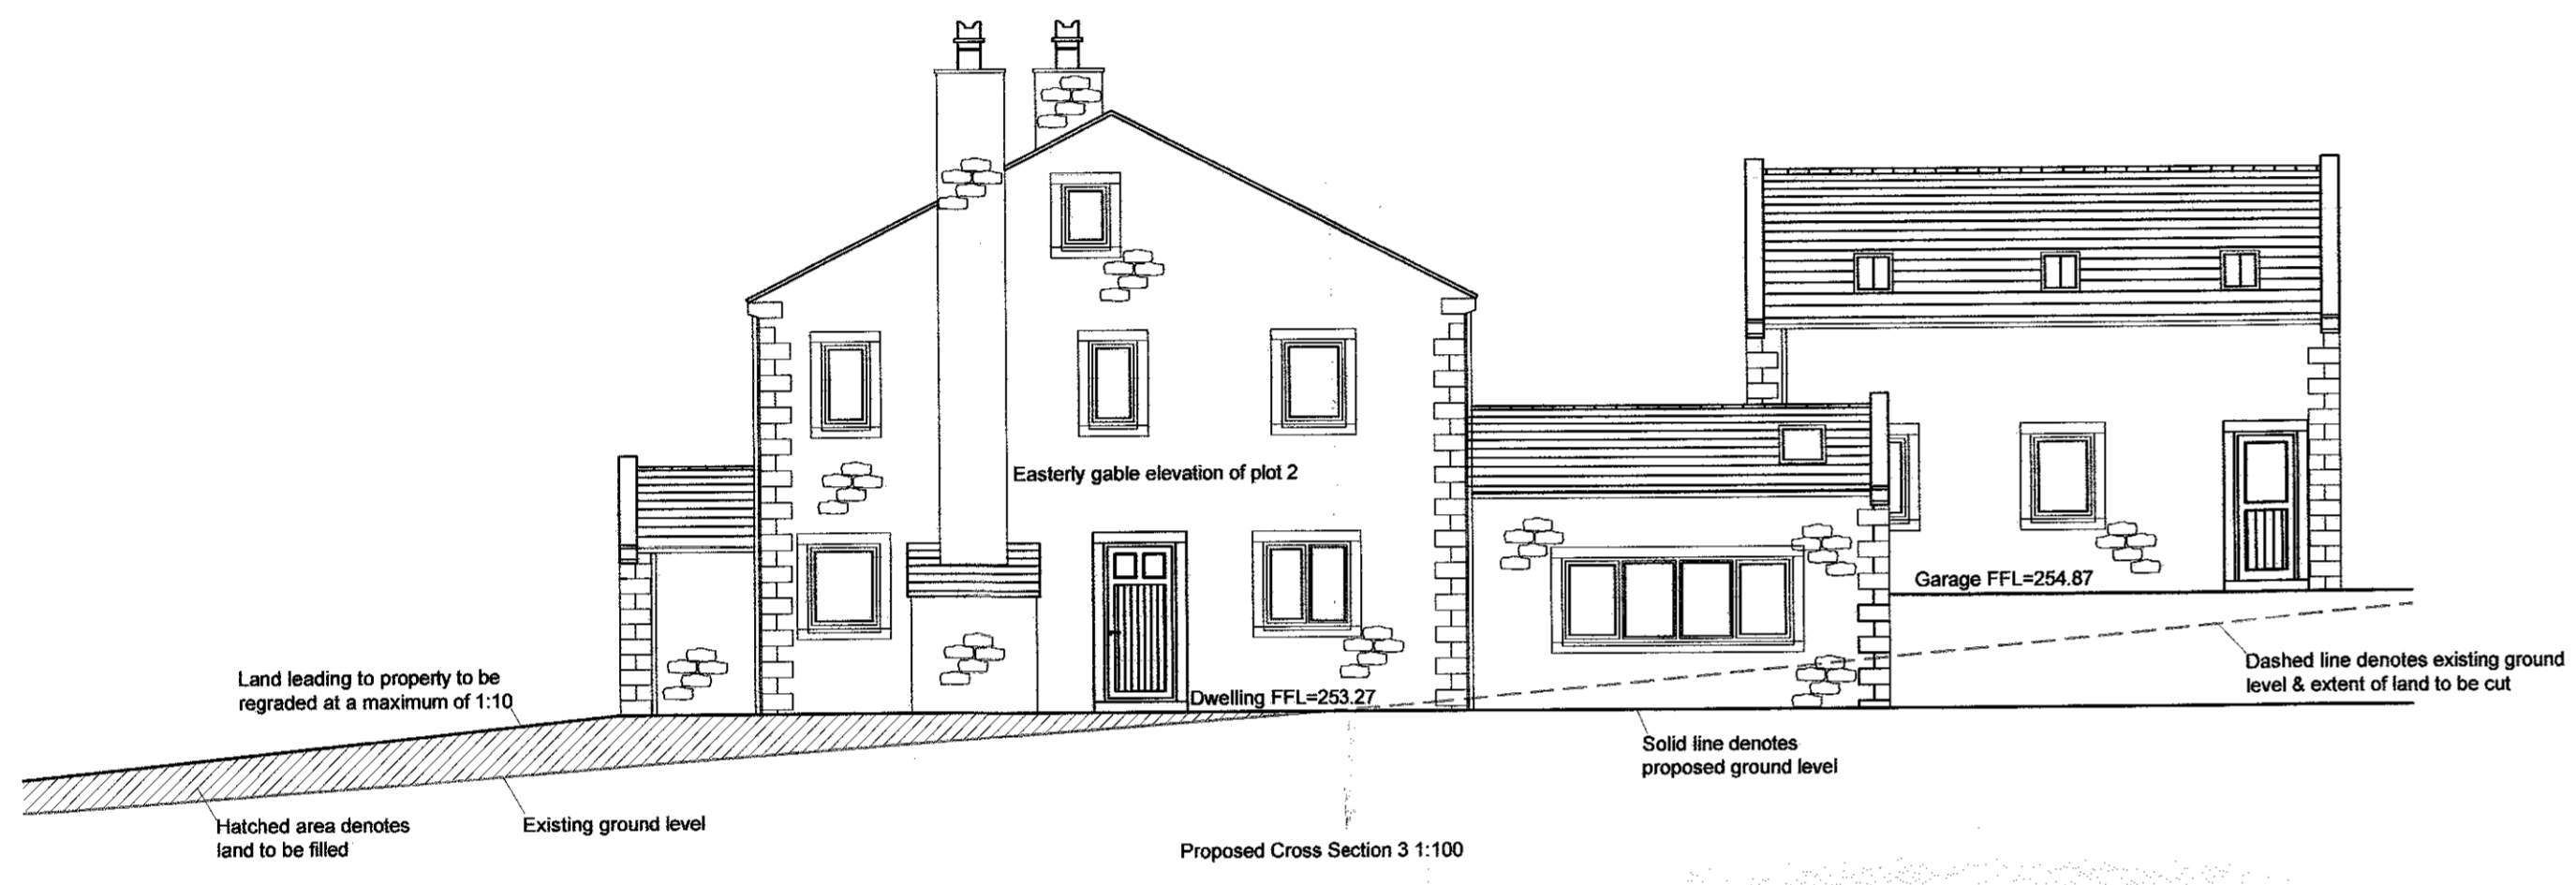 Easterly gable elevation of plot 2
Garage FFL=254.87
Land leading to property to be
regraded at a maximum of 1:10
Dwelling FFL=253.27
Dashed line denotes existing ground
level & extent of land to be cut
Solid line denotes
proposed ground level
Hatched area denotes
land to be filled
Existing ground level
Proposed Cross Section 3 1:100